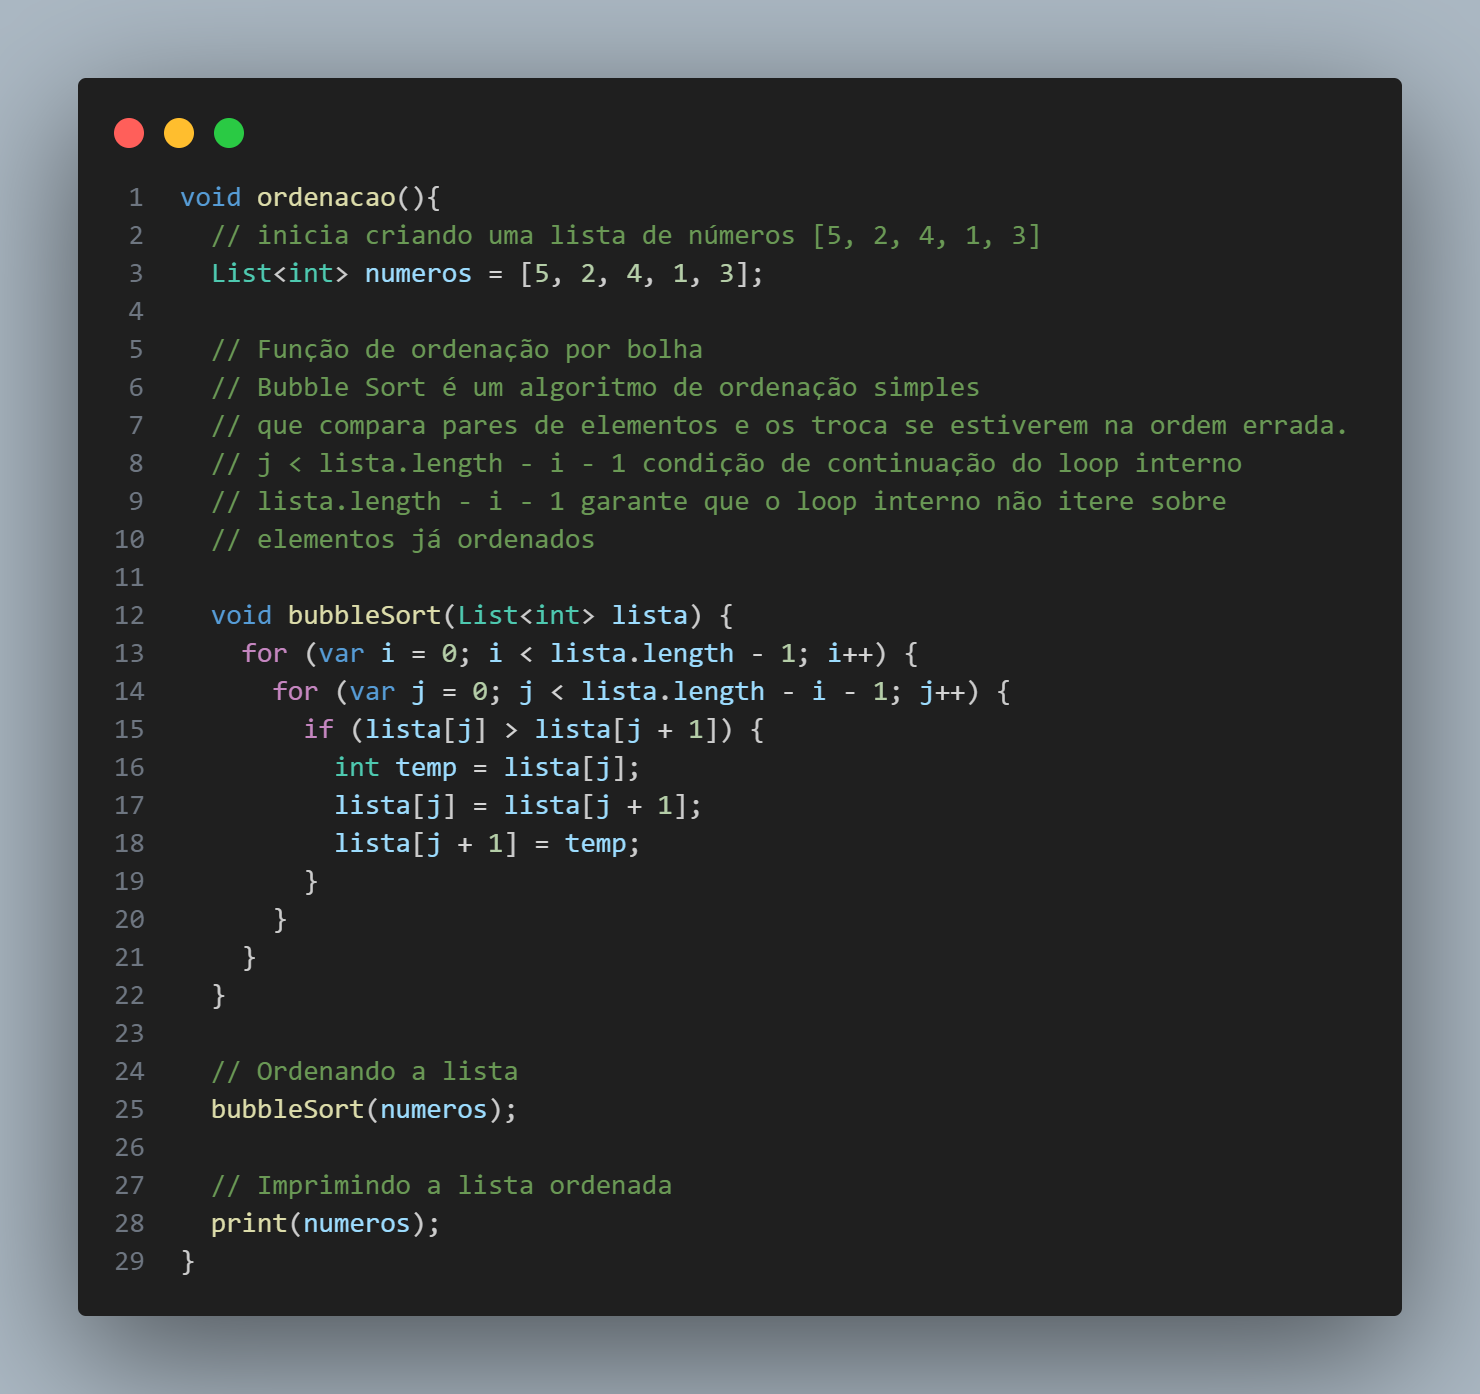 1 void ordenacao(){
2   // inicia criando uma lista de números [5, 2, 4, 1, 3]
3   List<int> numeros = [5, 2, 4, 1, 3];
4
5   // Função de ordenação por bolha
6   // Bubble Sort é um algoritmo de ordenação simples
7   // que compara pares de elementos e os troca se estiverem na ordem errada.
8   // j < lista.length - i - 1 condição de continuação do loop interno
9   // lista.length - i - 1 garante que o loop interno não itere sobre
10   // elementos já ordenados
11
12   void bubbleSort(List<int> lista) {
13     for (var i = 0; i < lista.length - 1; i++) {
14       for (var j = 0; j < lista.length - i - 1; j++) {
15         if (lista[j] > lista[j + 1]) {
16           int temp = lista[j];
17           lista[j] = lista[j + 1];
18           lista[j + 1] = temp;
19         }
20       }
21     }
22   }
23
24   // Ordenando a lista
25   bubbleSort(numeros);
26
27   // Imprimindo a lista ordenada
28   print(numeros);
29 }